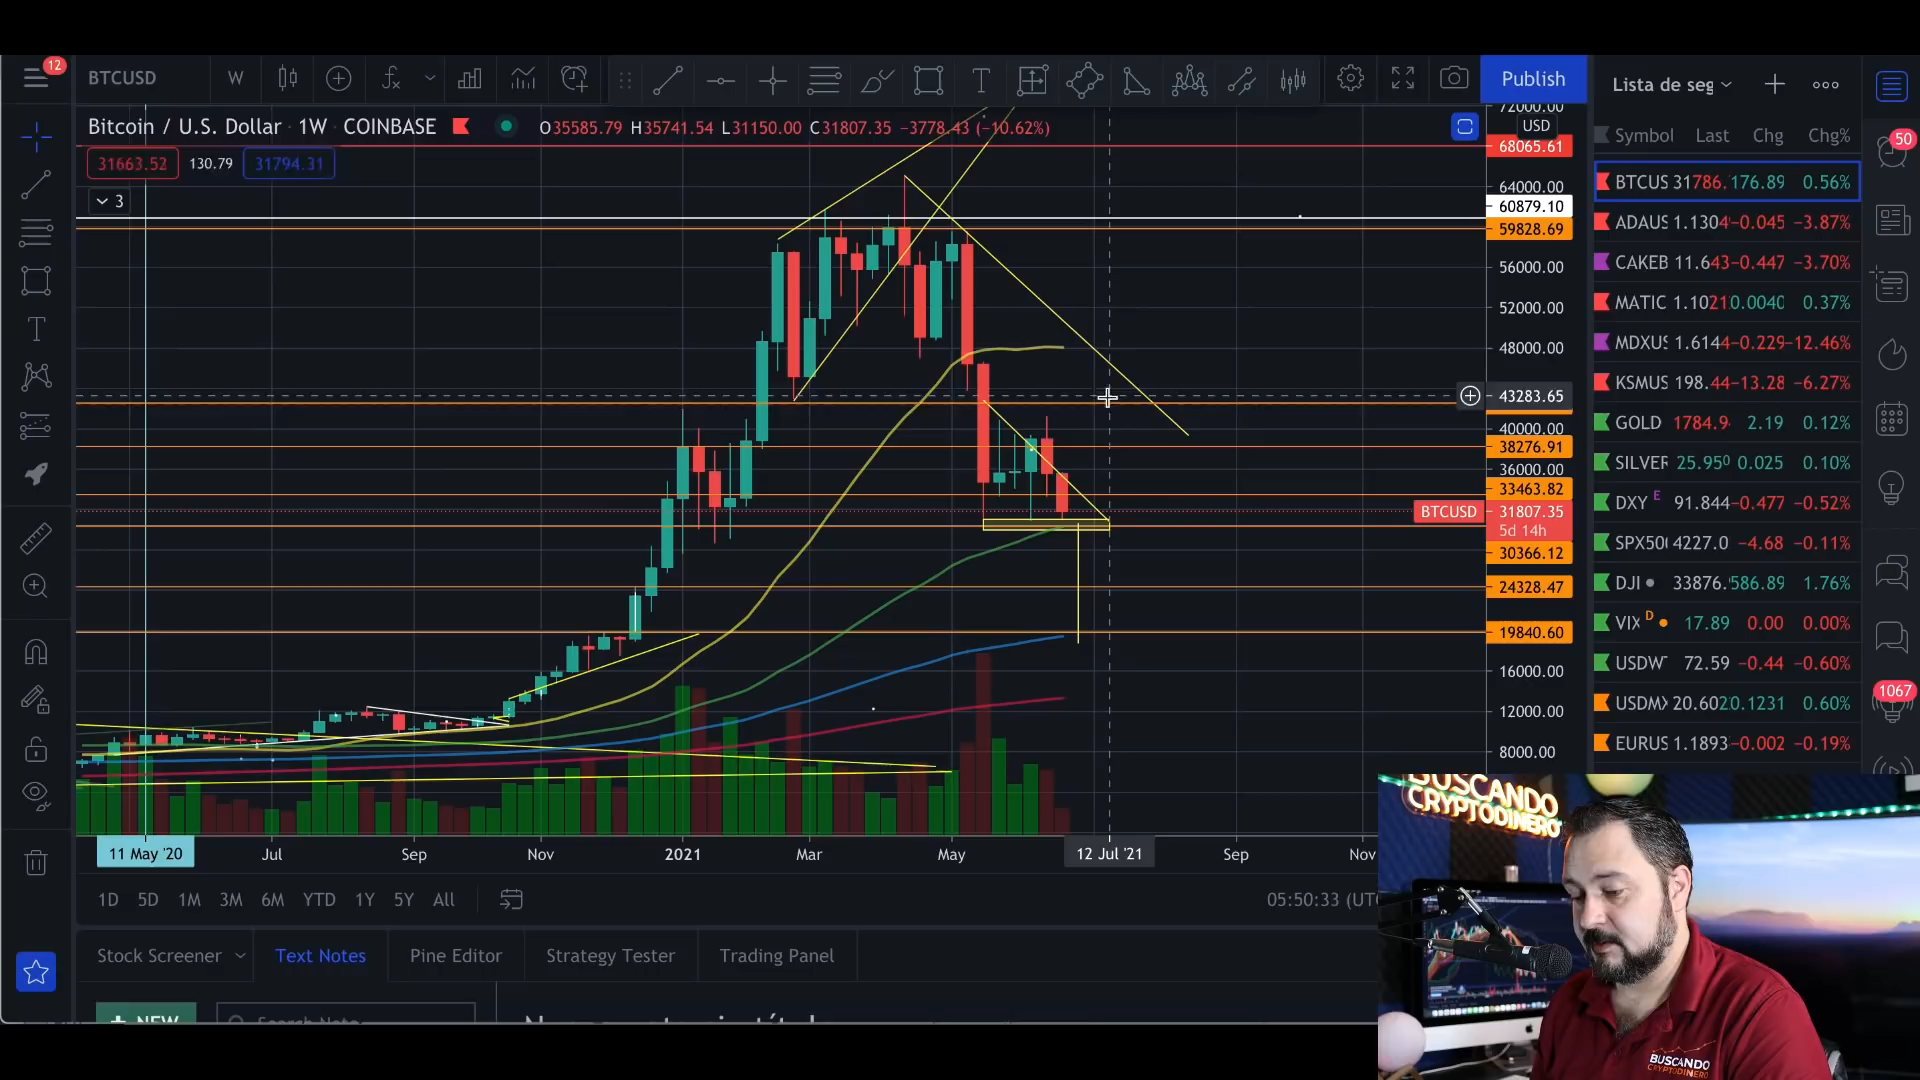 12
BTCUSD
W
Publish
Lista de seg
Bitcoin / U.S. Dollar · 1W · COINBASE
O35585.79 H35741.54 L31150.00 C31807.35 −3778.43 (−10.62%)
31663.52 130.79 31794.31
3
72000.00
USD
68065.61
64000.00
60879.10
59828.69
56000.00
52000.00
48000.00
43283.65
40000.00
38276.91
36000.00
33463.82
BTCUSD 31807.35
5d 14h
30366.12
24328.47
19840.60
16000.00
12000.00
8000.00
Symbol Last Chg Chg%
BTCUS 31786. 176.89 0.56%
ADAUS 1.1304 −0.045 −3.87%
CAKEB 11.643 −0.447 −3.70%
MATIC 1.1021 0.0040 0.37%
MDXUS 1.6144 −0.229 −12.46%
KSMUS 198.44 −13.28 −6.27%
GOLD 1784.9 2.19 0.12%
SILVER 25.950 0.025 0.10%
DXY E 91.844 −0.477 −0.52%
SPX50 4227.0 −4.68 −0.11%
DJI 33876. 586.89 1.76%
VIX D 17.89 0.00 0.00%
USDW 72.59 −0.44 −0.60%
USDM 20.602 0.1231 0.60%
EURUS 1.1893 −0.002 −0.19%
50
1067
11 May '20 Jul Sep Nov 2021 Mar May 12 Jul '21 Sep Nov
1D 5D 1M 3M 6M YTD 1Y 5Y All
05:50:33 (UTC
Stock Screener Text Notes Pine Editor Strategy Tester Trading Panel
+ NEW
Search Note
BUSCANDO
CRYPTODINERO
BUSCANDO
CRYPTODINERO